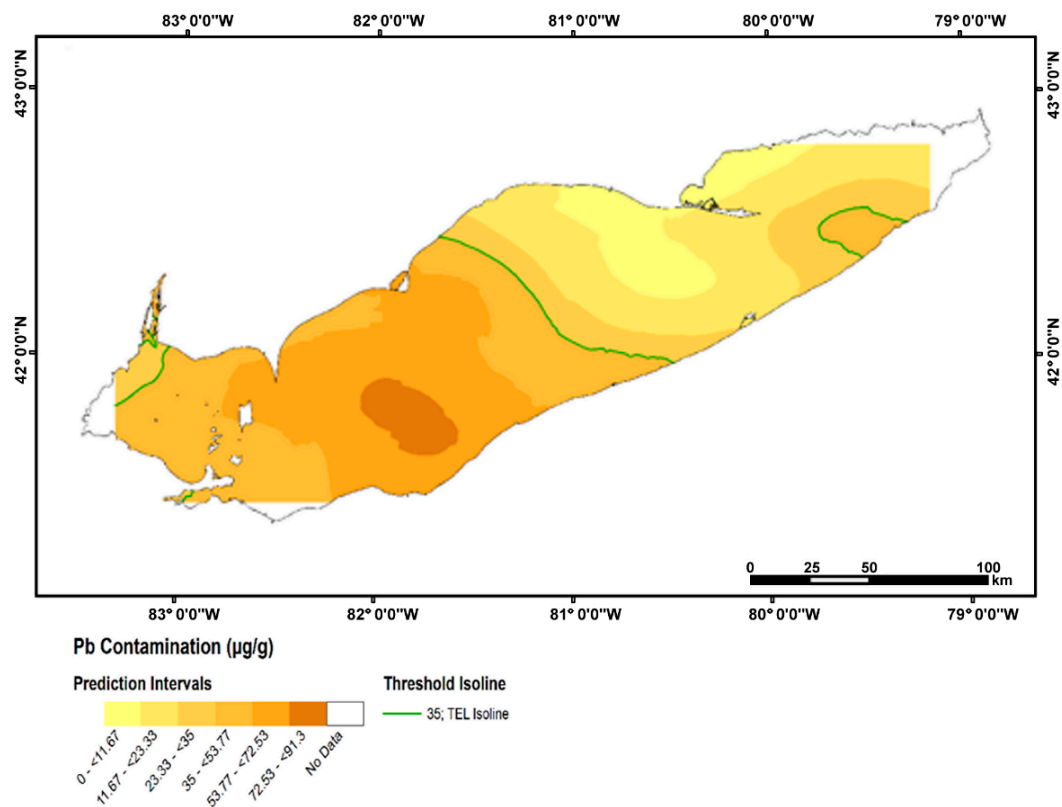 83° 0'0"W 82° 0'0"W 81° 0'0"W 80° 0'0"W 79° 0'0"W
43° 0'0"N 43° 0'0"N
42° 0'0"N 42° 0'0"N
0 25 50 100
km
83° 0'0"W 82° 0'0"W 81° 0'0"W 80° 0'0"W 79° 0'0"W
Pb Contamination (µg/g)
Prediction Intervals
0 - <11.67
11.67 - <23.33
23.33 - <35
35 - <53.77
53.77 - <72.53
72.53 - <91.3
No Data
Threshold Isoline
35; TEL Isoline